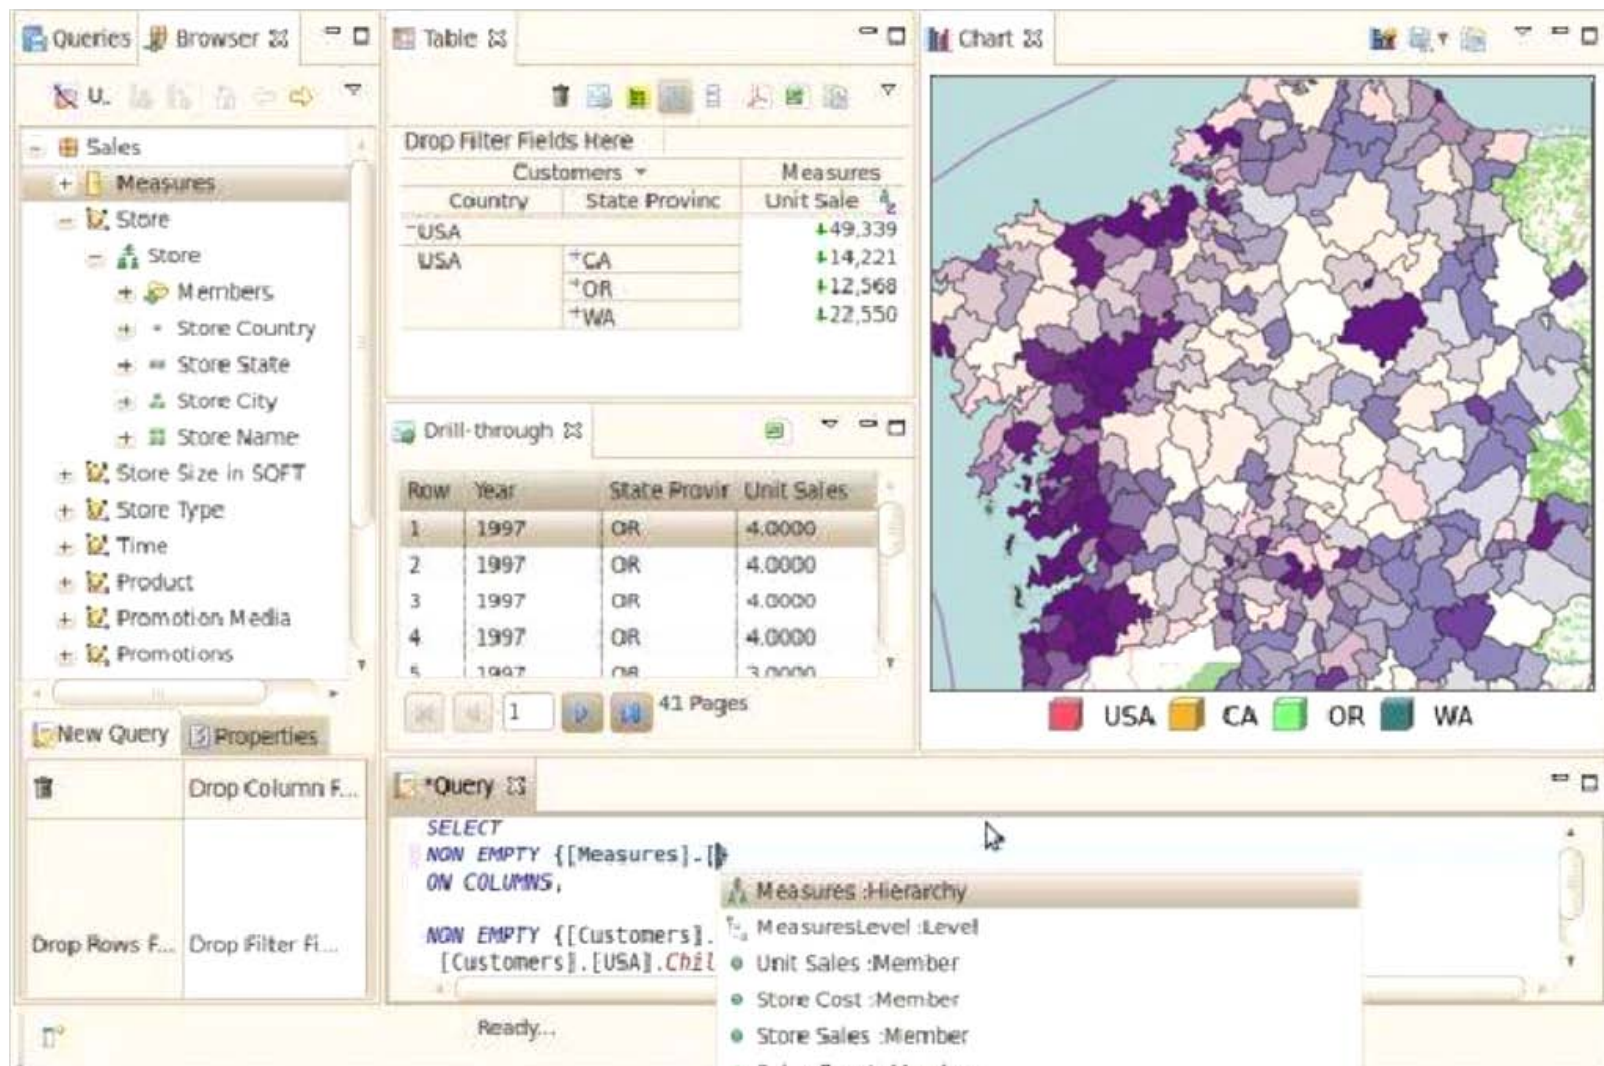 Queries Browser
U..
Sales
Measures
Store
Store
Members
Store Country
Store State
Store City
Store Name
Store Size in SQFT
Store Type
Time
Product
Promotion Media
Promotions
New Query Properties
Drop Column F...
Drop Rows F... Drop Filter Fi...
Table
Drop Filter Fields Here
Customers Measures
Country State Provinc Unit Sale
USA 49,339
USA CA 14,221
OR 12,568
WA 22,550
Drill-through
Row Year State Provir Unit Sales
1 1997 OR 4.0000
2 1997 OR 4.0000
3 1997 OR 4.0000
4 1997 OR 4.0000
5 1997 OR 3.0000
1 41 Pages
Chart
USA CA OR WA
*Query
SELECT
NON EMPTY {[Measures].[
ON COLUMNS,
NON EMPTY {[Customers].
[Customers].[USA].Chil
Measures :Hierarchy
MeasuresLevel :Level
Unit Sales :Member
Store Cost :Member
Store Sales :Member
Ready...